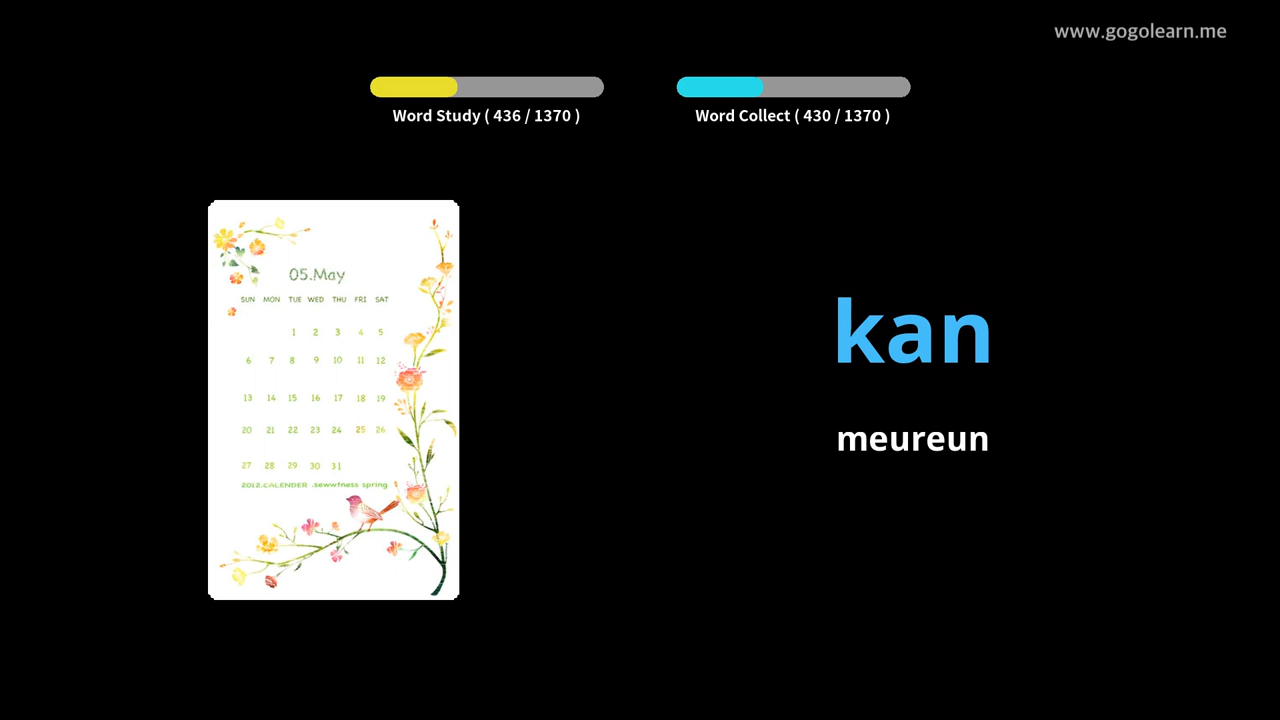 www.gogolearn.me
Word Study ( 436 / 1370 )
Word Collect ( 430 / 1370 )
05.May
SUN MON TUE WED THU FRI SAT
1 2 3 4 5
6 7 8 9 10 11 12
13 14 15 16 17 18 19
20 21 22 23 24 25 26
27 28 29 30 31
2012.CALENDER .sewwfness spring
kan
meureun